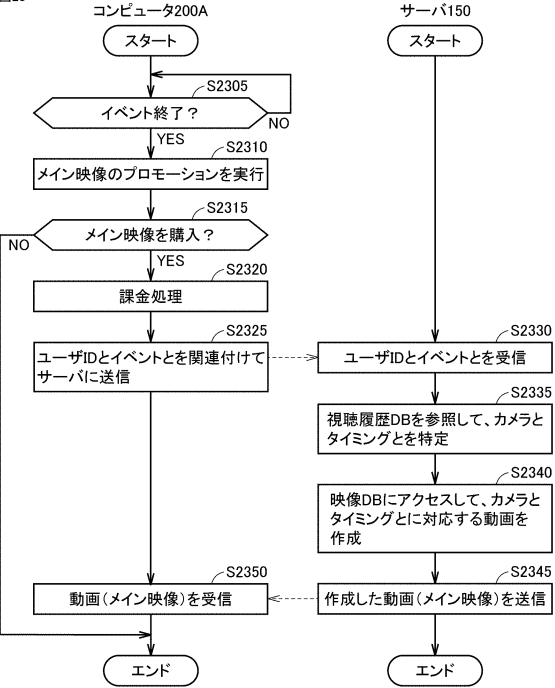 コンピュータ200A
サーバ150
スタート
スタート
S2305
イベント終了？
NO
YES
S2310
メイン映像のプロモーションを実行
S2315
メイン映像を購入？
NO
YES
S2320
課金処理
S2325
ユーザIDとイベントとを関連付けて
サーバに送信
S2330
ユーザIDとイベントとを受信
S2335
視聴履歴DBを参照して、カメラと
タイミングとを特定
S2340
映像DBにアクセスして、カメラと
タイミングとに対応する動画を
作成
S2350
動画（メイン映像）を受信
S2345
作成した動画（メイン映像）を送信
エンド
エンド